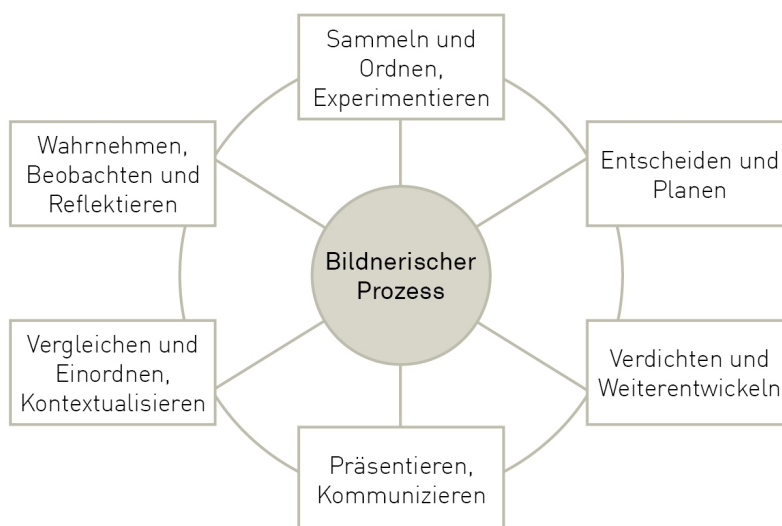 Sammeln und
Ordnen,
Experimentieren
Wahrnehmen,
Beobachten und
Reflektieren
Entscheiden und
Planen
Bildnerischer
Prozess
Vergleichen und
Einordnen,
Kontextualisieren
Verdichten und
Weiterentwickeln
Präsentieren,
Kommunizieren